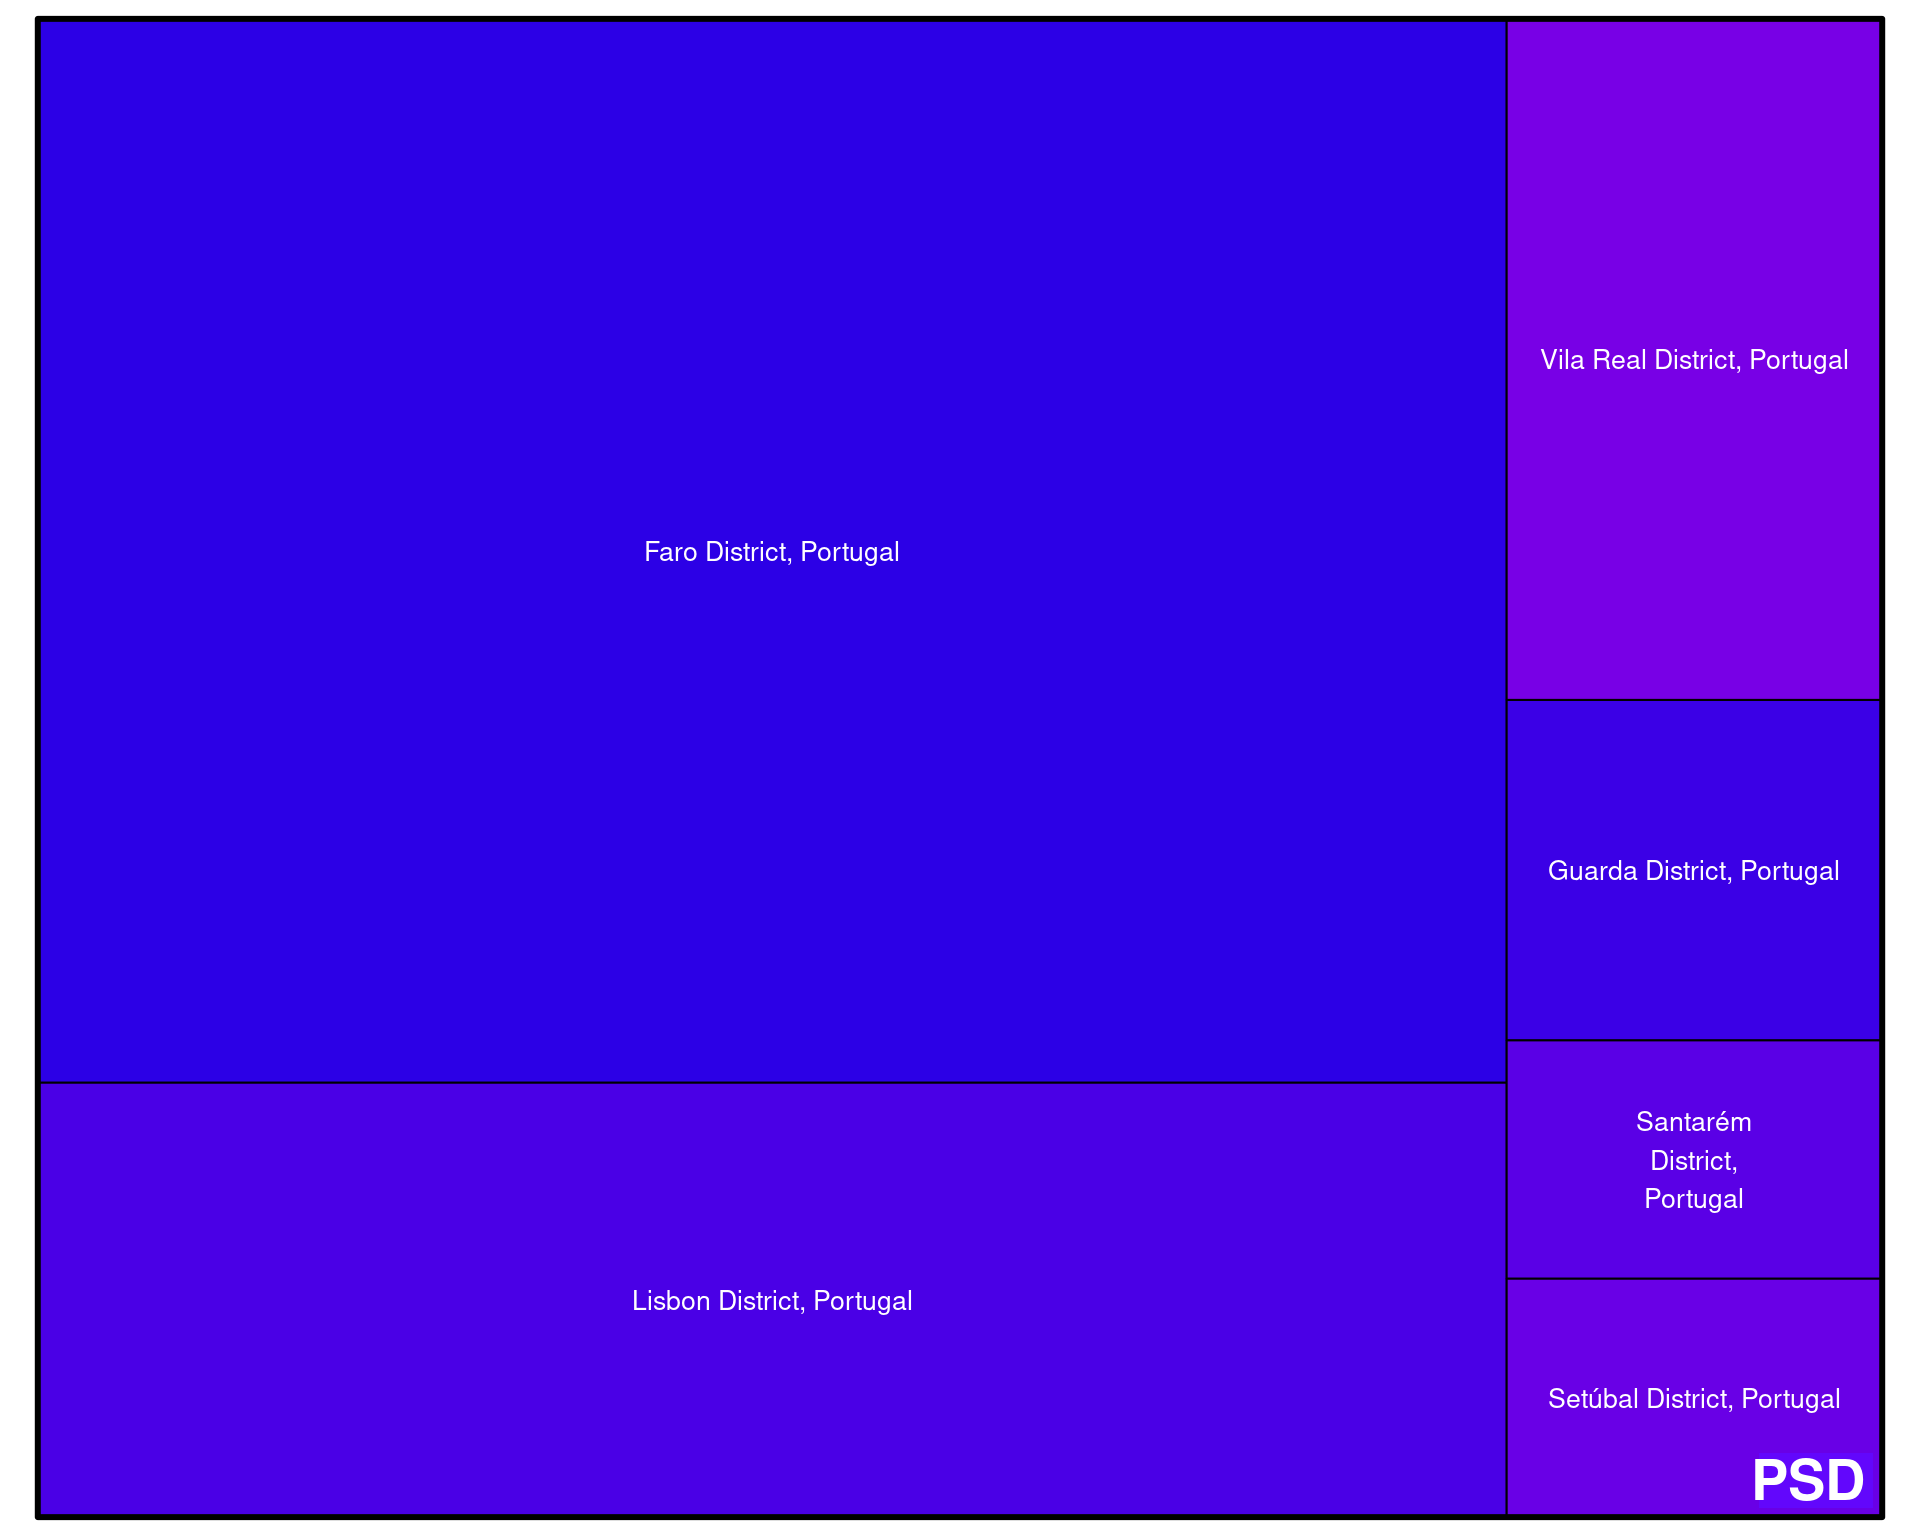 Faro District, Portugal
Lisbon District, Portugal
Vila Real District, Portugal
Guarda District, Portugal
Santarém
District,
Portugal
Setúbal District, Portugal
PSD